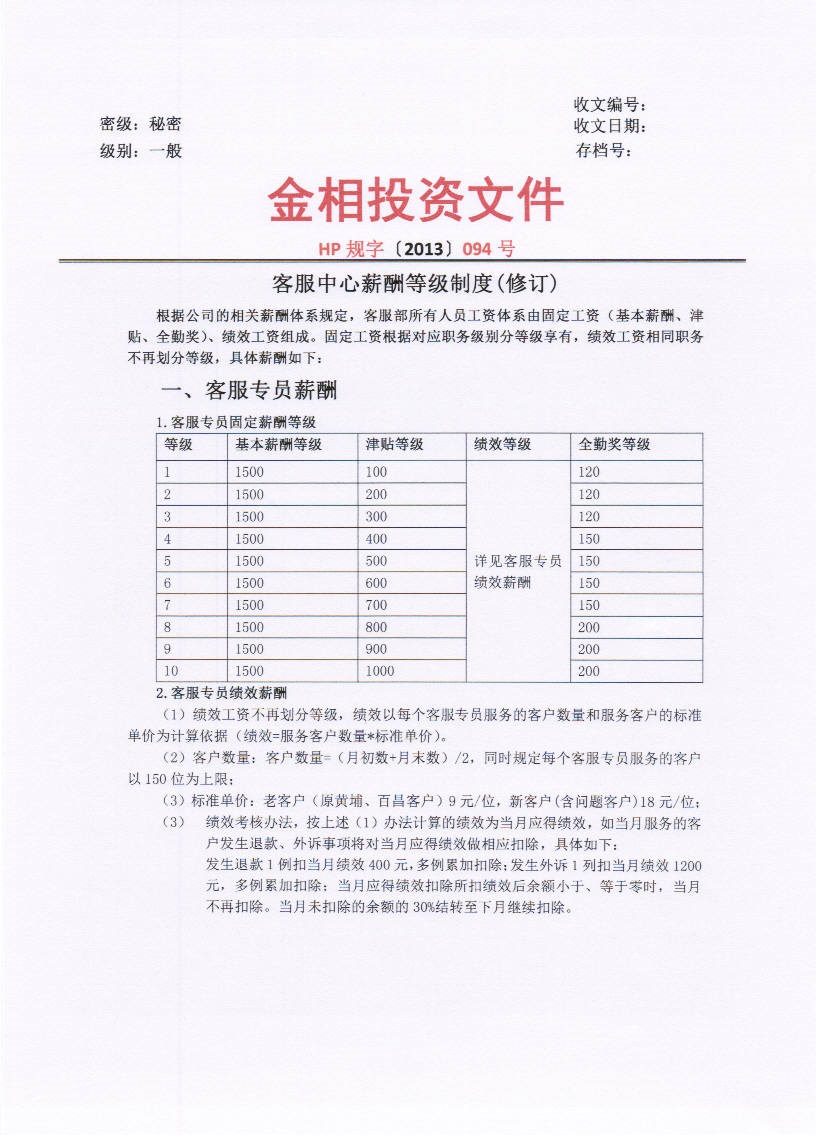 收文编号：
密级：秘密
收文日期：
级别：一般
存档号：
金相投资文件
HP 规字〔2013〕094 号
客服中心薪酬等级制度(修订)
根据公司的相关薪酬体系规定，客服部所有人员工资体系由固定工资（基本薪酬、津
贴、全勤奖）、绩效工资组成。固定工资根据对应职务级别分等级享有，绩效工资相同职务
不再划分等级，具体薪酬如下：
一、客服专员薪酬
1.客服专员固定薪酬等级
等级 基本薪酬等级 津贴等级 绩效等级 全勤奖等级
1 1500 100 120
2 1500 200 120
3 1500 300 120
4 1500 400 150
5 1500 500 详见客服专员 150
6 1500 600 绩效薪酬 150
7 1500 700 150
8 1500 800 200
9 1500 900 200
10 1500 1000 200
2.客服专员绩效薪酬
（1）绩效工资不再划分等级，绩效以每个客服专员服务的客户数量和服务客户的标准
单价为计算依据（绩效=服务客户数量*标准单价）。
（2）客户数量：客户数量=（月初数+月末数）/2，同时规定每个客服专员服务的客户
以 150 位为上限；
（3）标准单价：老客户（原黄埔、百昌客户）9 元/位，新客户(含问题客户)18 元/位；
（3） 绩效考核办法，按上述（1）办法计算的绩效为当月应得绩效，如当月服务的客
户发生退款、外诉事项将对当月应得绩效做相应扣除，具体如下：
发生退款 1 例扣当月绩效 400 元，多例累加扣除；发生外诉 1 列扣当月绩效 1200
元，多例累加扣除；当月应得绩效扣除所扣绩效后余额小于、等于零时，当月
不再扣除。当月未扣除的余额的 30%结转至下月继续扣除。